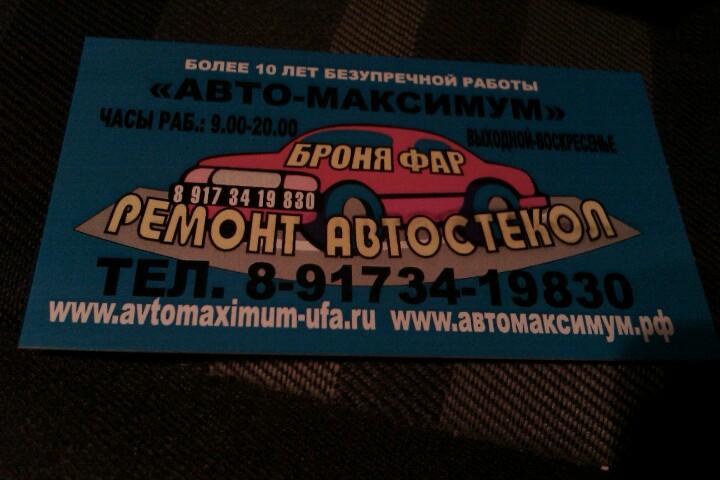 БОЛЕЕ 10 ЛЕТ БЕЗУПРЕЧНОЙ РАБОТЫ
«АВТО-МАКСИМУМ»
ЧАСЫ РАБ.: 9.00-20.00
ВЫХОДНОЙ-ВОСКРЕСЕНЬЕ
БРОНЯ ФАР
8 917 34 19 830
РЕМОНТ АВТОСТЕКОЛ
ТЕЛ. 8-91734-19830
www.avtomaximum-ufa.ru www.автомаксимум.рф